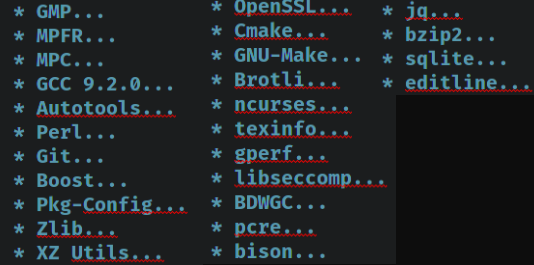 * GMP...
* MPFR...
* MPC...
* GCC 9.2.0...
* Autotools...
* Perl...
* Git...
* Boost...
* Pkg-Config...
* Zlib...
* XZ Utils...
* OpenSSL...
* Cmake...
* GNU-Make...
* Brotli...
* ncurses...
* texinfo...
* gperf...
* libseccomp...
* BDWGC...
* pcre...
* bison...
* jq...
* bzip2...
* sqlite...
* editline...